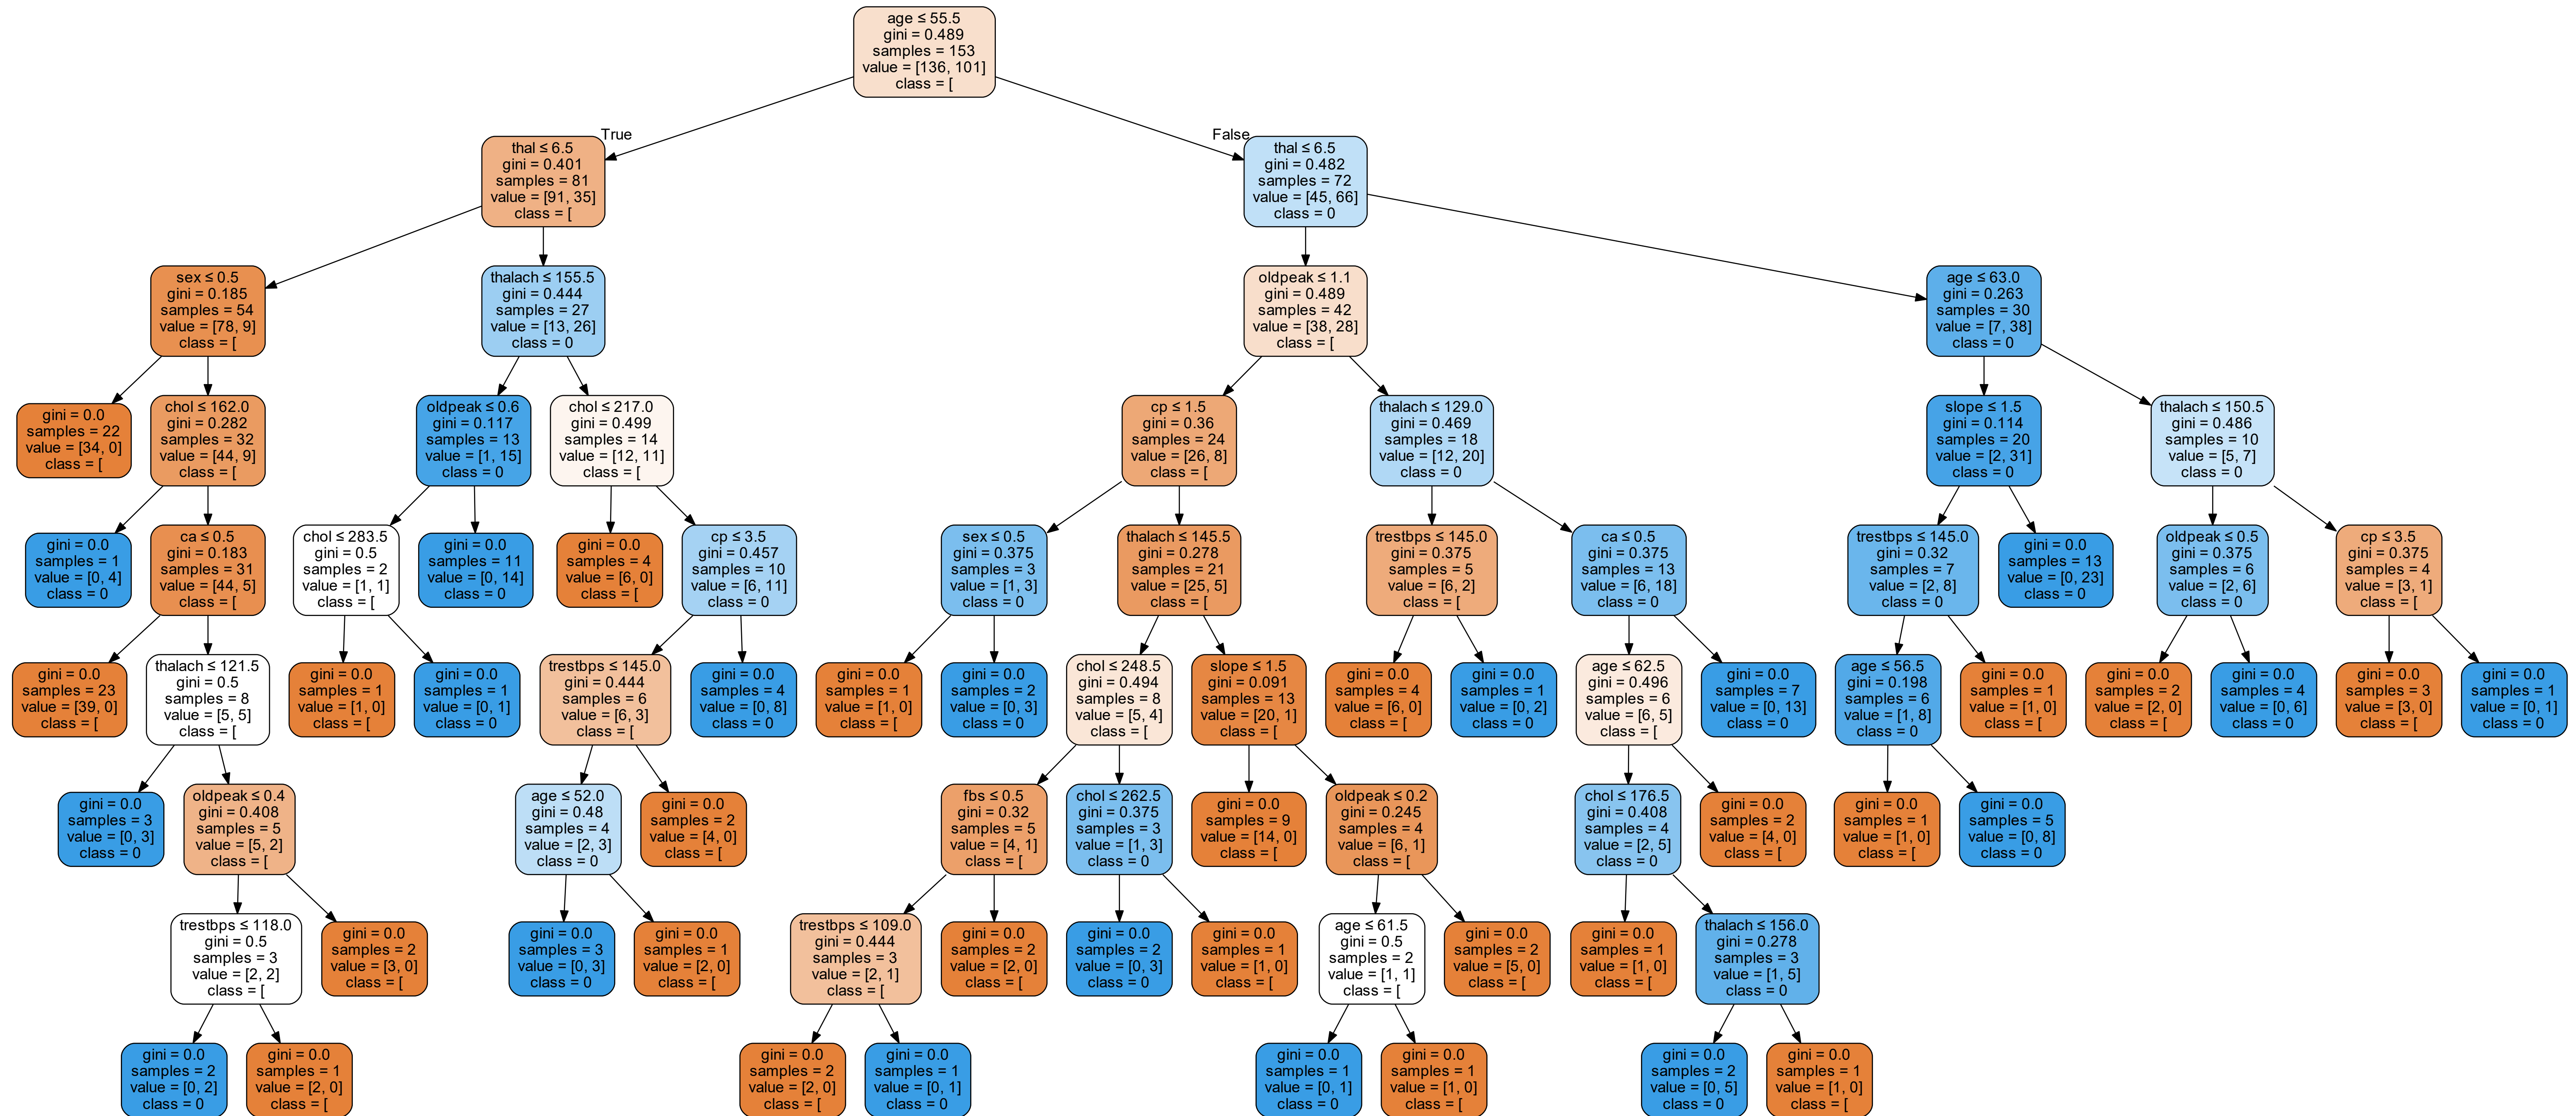 age ≤ 55.5
gini = 0.489
samples = 153
value = [136, 101]
class = [
True
False
thal ≤ 6.5
gini = 0.401
samples = 81
value = [91, 35]
class = [
thal ≤ 6.5
gini = 0.482
samples = 72
value = [45, 66]
class = 0
sex ≤ 0.5
gini = 0.185
samples = 54
value = [78, 9]
class = [
thalach ≤ 155.5
gini = 0.444
samples = 27
value = [13, 26]
class = 0
oldpeak ≤ 1.1
gini = 0.489
samples = 42
value = [38, 28]
class = [
age ≤ 63.0
gini = 0.263
samples = 30
value = [7, 38]
class = 0
gini = 0.0
samples = 22
value = [34, 0]
class = [
chol ≤ 162.0
gini = 0.282
samples = 32
value = [44, 9]
class = [
oldpeak ≤ 0.6
gini = 0.117
samples = 13
value = [1, 15]
class = 0
chol ≤ 217.0
gini = 0.499
samples = 14
value = [12, 11]
class = [
cp ≤ 1.5
gini = 0.36
samples = 24
value = [26, 8]
class = [
thalach ≤ 129.0
gini = 0.469
samples = 18
value = [12, 20]
class = 0
slope ≤ 1.5
gini = 0.114
samples = 20
value = [2, 31]
class = 0
thalach ≤ 150.5
gini = 0.486
samples = 10
value = [5, 7]
class = 0
gini = 0.0
samples = 1
value = [0, 4]
class = 0
ca ≤ 0.5
gini = 0.183
samples = 31
value = [44, 5]
class = [
chol ≤ 283.5
gini = 0.5
samples = 2
value = [1, 1]
class = [
gini = 0.0
samples = 11
value = [0, 14]
class = 0
gini = 0.0
samples = 4
value = [6, 0]
class = [
cp ≤ 3.5
gini = 0.457
samples = 10
value = [6, 11]
class = 0
sex ≤ 0.5
gini = 0.375
samples = 3
value = [1, 3]
class = 0
thalach ≤ 145.5
gini = 0.278
samples = 21
value = [25, 5]
class = [
trestbps ≤ 145.0
gini = 0.375
samples = 5
value = [6, 2]
class = [
ca ≤ 0.5
gini = 0.375
samples = 13
value = [6, 18]
class = 0
trestbps ≤ 145.0
gini = 0.32
samples = 7
value = [2, 8]
class = 0
gini = 0.0
samples = 13
value = [0, 23]
class = 0
oldpeak ≤ 0.5
gini = 0.375
samples = 6
value = [2, 6]
class = 0
cp ≤ 3.5
gini = 0.375
samples = 4
value = [3, 1]
class = [
gini = 0.0
samples = 23
value = [39, 0]
class = [
thalach ≤ 121.5
gini = 0.5
samples = 8
value = [5, 5]
class = [
gini = 0.0
samples = 1
value = [1, 0]
class = [
gini = 0.0
samples = 1
value = [0, 1]
class = 0
trestbps ≤ 145.0
gini = 0.444
samples = 6
value = [6, 3]
class = [
gini = 0.0
samples = 4
value = [0, 8]
class = 0
gini = 0.0
samples = 1
value = [1, 0]
class = [
gini = 0.0
samples = 2
value = [0, 3]
class = 0
chol ≤ 248.5
gini = 0.494
samples = 8
value = [5, 4]
class = [
slope ≤ 1.5
gini = 0.091
samples = 13
value = [20, 1]
class = [
gini = 0.0
samples = 4
value = [6, 0]
class = [
gini = 0.0
samples = 1
value = [0, 2]
class = 0
age ≤ 62.5
gini = 0.496
samples = 6
value = [6, 5]
class = [
gini = 0.0
samples = 7
value = [0, 13]
class = 0
age ≤ 56.5
gini = 0.198
samples = 6
value = [1, 8]
class = 0
gini = 0.0
samples = 1
value = [1, 0]
class = [
gini = 0.0
samples = 2
value = [2, 0]
class = [
gini = 0.0
samples = 4
value = [0, 6]
class = 0
gini = 0.0
samples = 3
value = [3, 0]
class = [
gini = 0.0
samples = 1
value = [0, 1]
class = 0
gini = 0.0
samples = 3
value = [0, 3]
class = 0
oldpeak ≤ 0.4
gini = 0.408
samples = 5
value = [5, 2]
class = [
age ≤ 52.0
gini = 0.48
samples = 4
value = [2, 3]
class = 0
gini = 0.0
samples = 2
value = [4, 0]
class = [
fbs ≤ 0.5
gini = 0.32
samples = 5
value = [4, 1]
class = [
chol ≤ 262.5
gini = 0.375
samples = 3
value = [1, 3]
class = 0
gini = 0.0
samples = 9
value = [14, 0]
class = [
oldpeak ≤ 0.2
gini = 0.245
samples = 4
value = [6, 1]
class = [
chol ≤ 176.5
gini = 0.408
samples = 4
value = [2, 5]
class = 0
gini = 0.0
samples = 2
value = [4, 0]
class = [
gini = 0.0
samples = 1
value = [1, 0]
class = [
gini = 0.0
samples = 5
value = [0, 8]
class = 0
trestbps ≤ 118.0
gini = 0.5
samples = 3
value = [2, 2]
class = [
gini = 0.0
samples = 2
value = [3, 0]
class = [
gini = 0.0
samples = 3
value = [0, 3]
class = 0
gini = 0.0
samples = 1
value = [2, 0]
class = [
trestbps ≤ 109.0
gini = 0.444
samples = 3
value = [2, 1]
class = [
gini = 0.0
samples = 2
value = [2, 0]
class = [
gini = 0.0
samples = 2
value = [0, 3]
class = 0
gini = 0.0
samples = 1
value = [1, 0]
class = [
age ≤ 61.5
gini = 0.5
samples = 2
value = [1, 1]
class = [
gini = 0.0
samples = 2
value = [5, 0]
class = [
gini = 0.0
samples = 1
value = [1, 0]
class = [
thalach ≤ 156.0
gini = 0.278
samples = 3
value = [1, 5]
class = 0
gini = 0.0
samples = 2
value = [0, 2]
class = 0
gini = 0.0
samples = 1
value = [2, 0]
class = [
gini = 0.0
samples = 2
value = [2, 0]
class = [
gini = 0.0
samples = 1
value = [0, 1]
class = 0
gini = 0.0
samples = 1
value = [0, 1]
class = 0
gini = 0.0
samples = 1
value = [1, 0]
class = [
gini = 0.0
samples = 2
value = [0, 5]
class = 0
gini = 0.0
samples = 1
value = [1, 0]
class = [